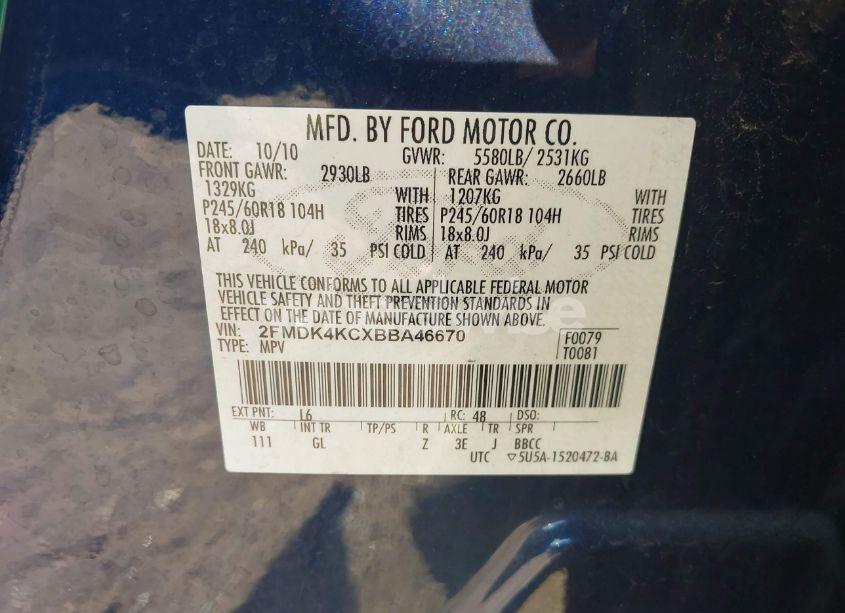 MFD. BY FORD MOTOR CO.
DATE: 10/10 GVWR: 5580LB/ 2531KG
FRONT GAWR: 2930LB REAR GAWR: 2660LB
1329KG WITH 1207KG WITH
P245/60R18 104H TIRES P245/60R18 104H TIRES
18x8.0J RIMS 18x8.0J RIMS
AT 240 kPa/ 35 PSI COLD AT 240 kPa/ 35 PSI COLD
THIS VEHICLE CONFORMS TO ALL APPLICABLE FEDERAL MOTOR
VEHICLE SAFETY AND THEFT PREVENTION STANDARDS IN
EFFECT ON THE DATE OF MANUFACTURE SHOWN ABOVE.
VIN: 2FMDK4KCXBBA46670 F0079
TYPE: MPV T0081
EXT PNT: L6 RC: 48 DSO:
WB INT TR TP/PS R AXLE TR SPR
111 GL Z 3E J BBCC
UTC ▽5U5A-1520472-BA